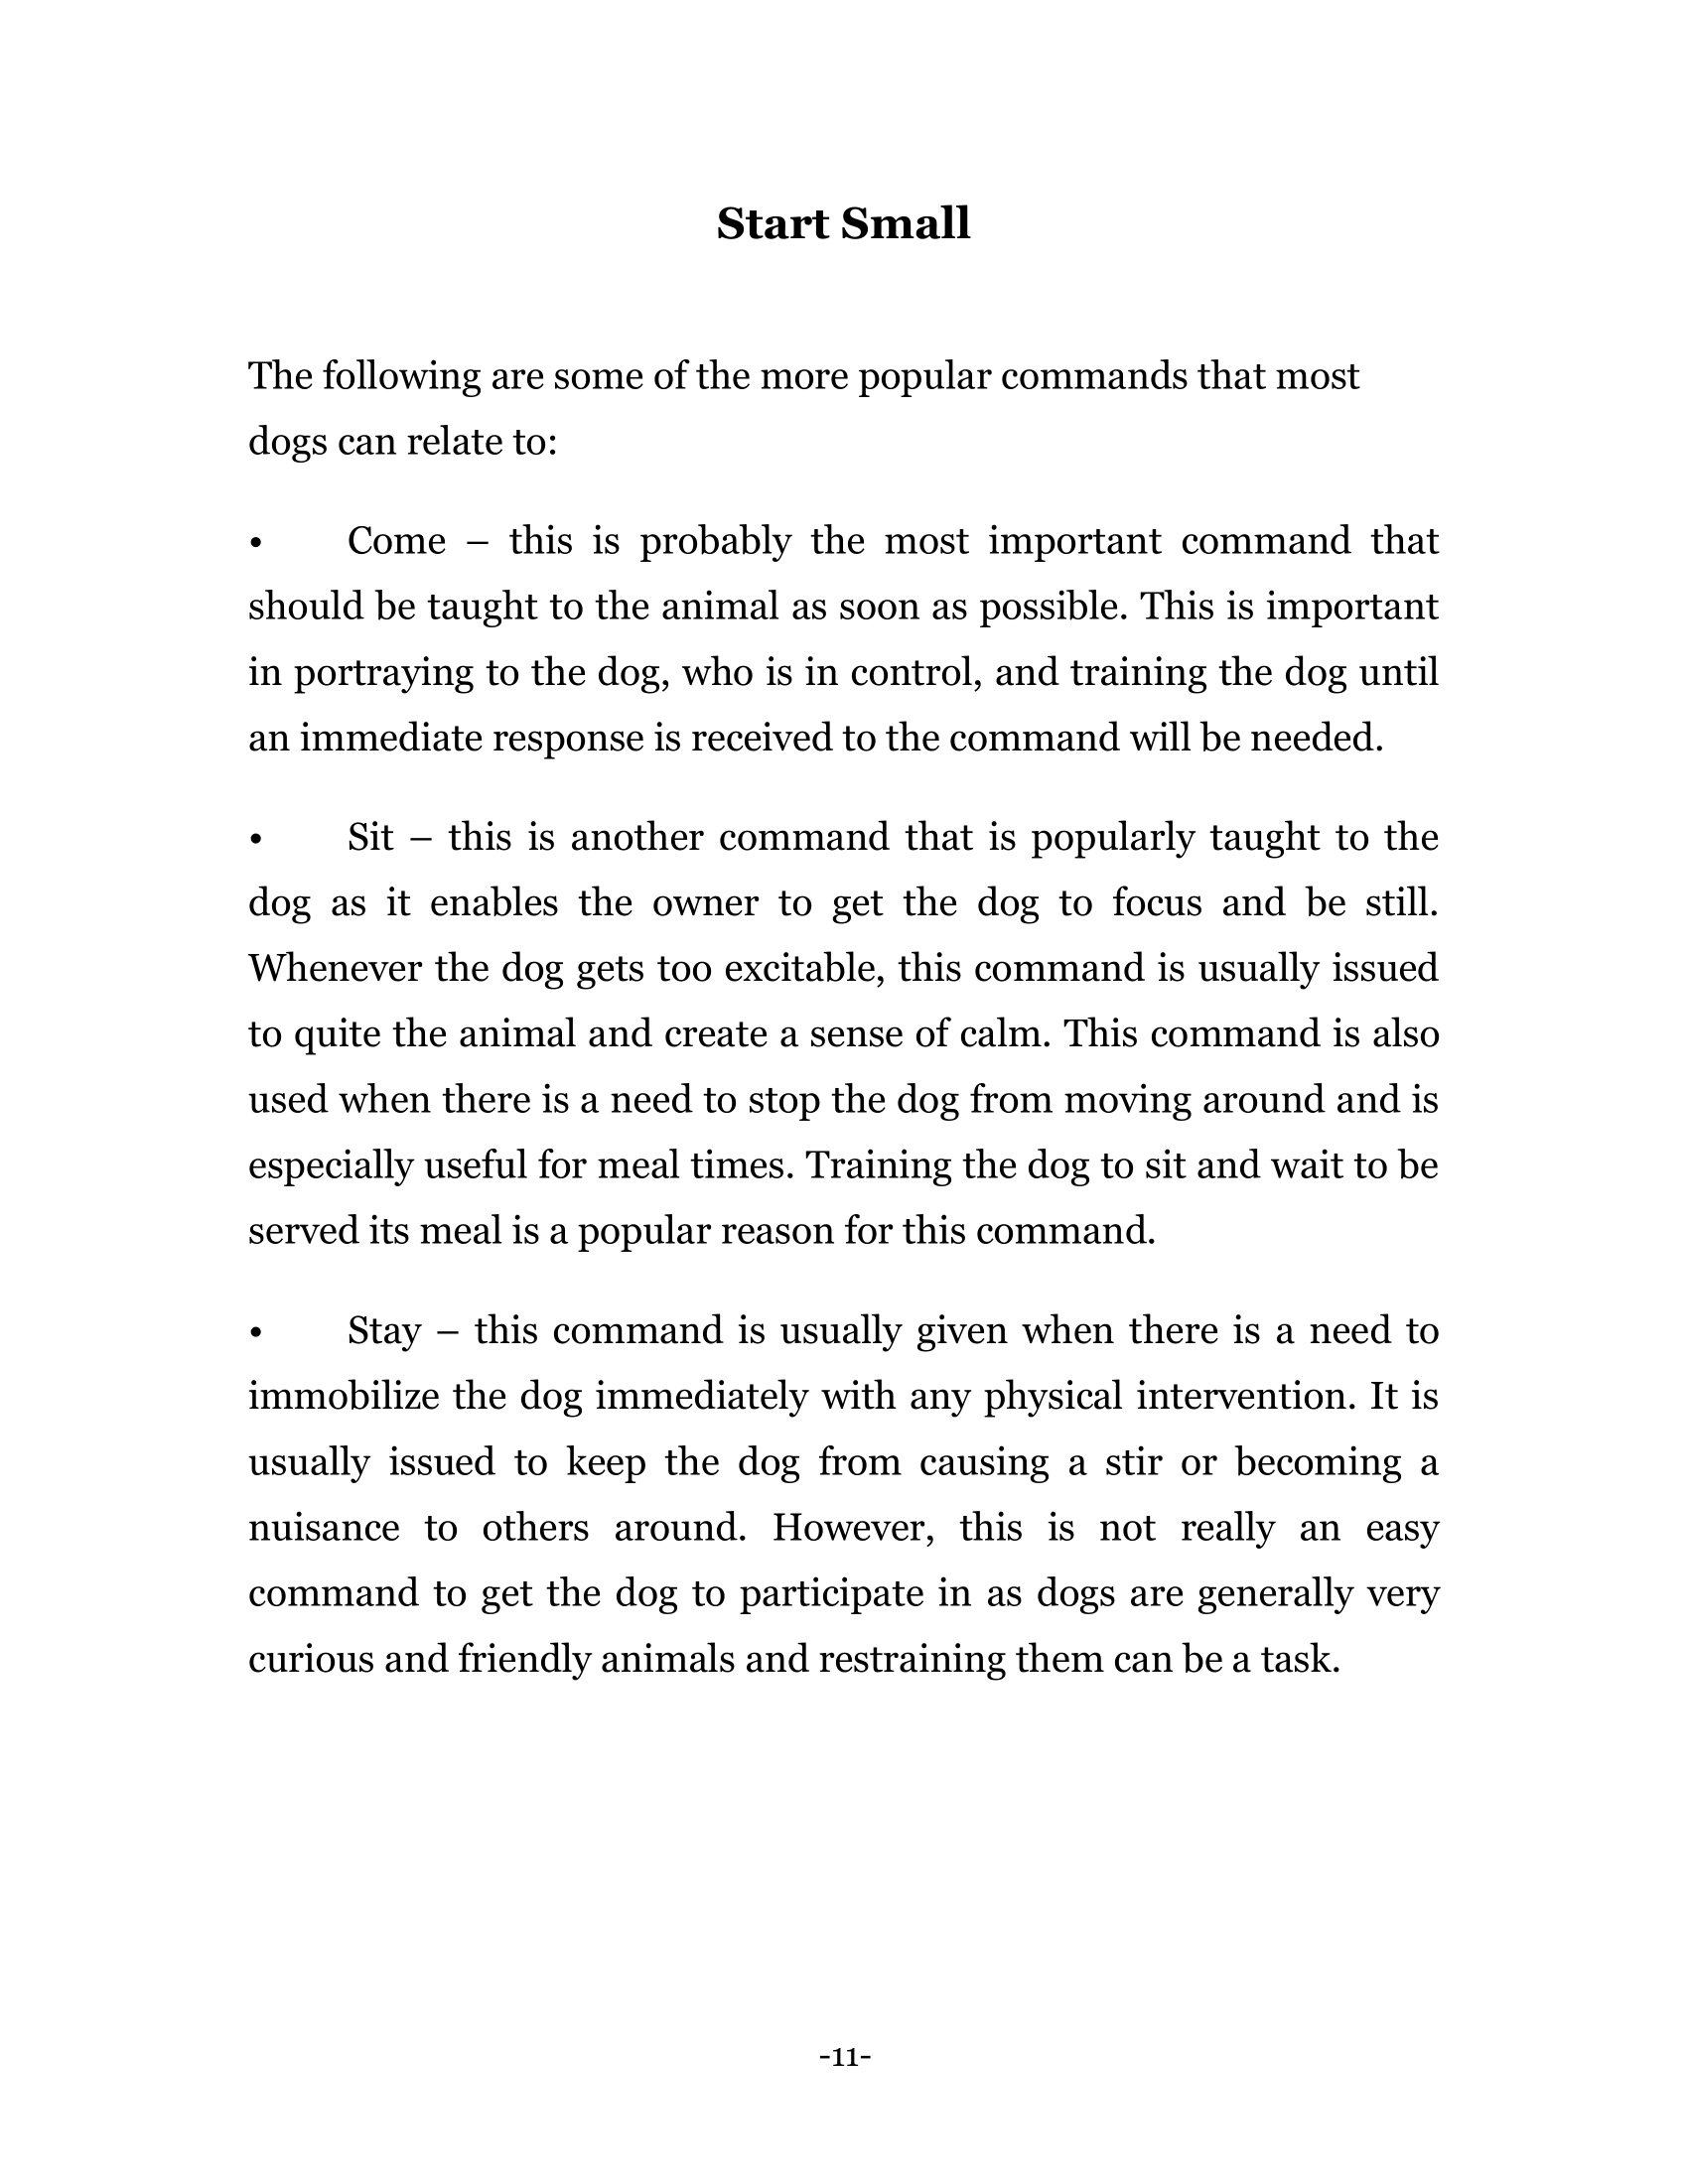 Start Small
The following are some of the more popular commands that most
dogs can relate to:
• Come – this is probably the most important command that
should be taught to the animal as soon as possible. This is important
in portraying to the dog, who is in control, and training the dog until
an immediate response is received to the command will be needed.
• Sit – this is another command that is popularly taught to the
dog as it enables the owner to get the dog to focus and be still.
Whenever the dog gets too excitable, this command is usually issued
to quite the animal and create a sense of calm. This command is also
used when there is a need to stop the dog from moving around and is
especially useful for meal times. Training the dog to sit and wait to be
served its meal is a popular reason for this command.
• Stay – this command is usually given when there is a need to
immobilize the dog immediately with any physical intervention. It is
usually issued to keep the dog from causing a stir or becoming a
nuisance to others around. However, this is not really an easy
command to get the dog to participate in as dogs are generally very
curious and friendly animals and restraining them can be a task.
-11-